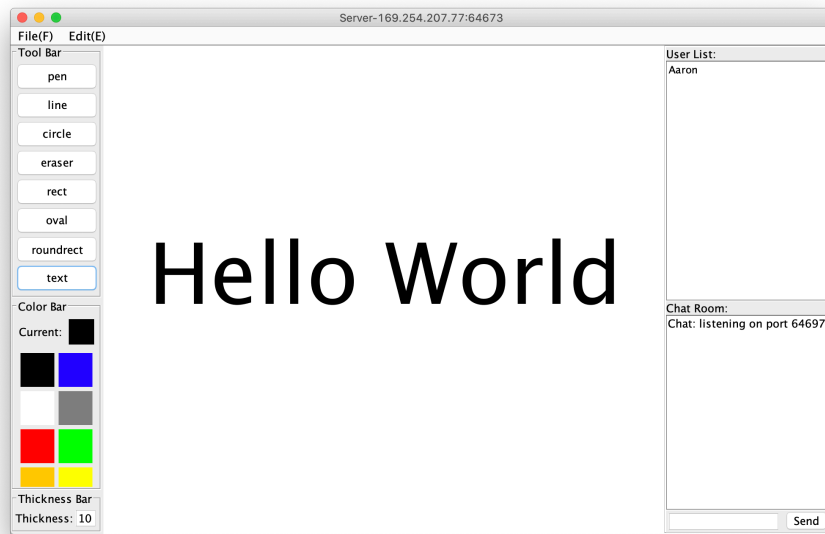 Server-169.254.207.77:64673
File(F) Edit(E)
Tool Bar
pen
line
circle
eraser
rect
oval
roundrect
text
Color Bar
Current:
Thickness Bar
Thickness: 10
Hello World
User List:
Aaron
Chat Room:
Chat: listening on port 64697
Send